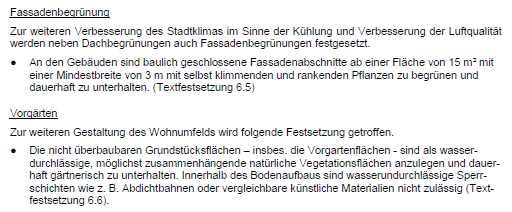 Fassadenbegrünung
Zur weiteren Verbesserung des Stadtklimas im Sinne der Kühlung und Verbesserung der Luftqualität
werden neben Dachbegrünungen auch Fassadenbegrünungen festgesetzt.
● An den Gebäuden sind baulich geschlossene Fassadenabschnitte ab einer Fläche von 15 m² mit
einer Mindestbreite von 3 m mit selbst klimmenden und rankenden Pflanzen zu begrünen und
dauerhaft zu unterhalten. (Textfestsetzung 6.5)
Vorgärten
Zur weiteren Gestaltung des Wohnumfelds wird folgende Festsetzung getroffen.
● Die nicht überbaubaren Grundstücksflächen – insbes. die Vorgartenflächen - sind als wasser-
durchlässige, möglichst zusammenhängende natürliche Vegetationsflächen anzulegen und dauer-
haft gärtnerisch zu unterhalten. Innerhalb des Bodenaufbaus sind wasserundurchlässige Sperr-
schichten wie z. B. Abdichtbahnen oder vergleichbare künstliche Materialien nicht zulässig (Text-
festsetzung 6.6).